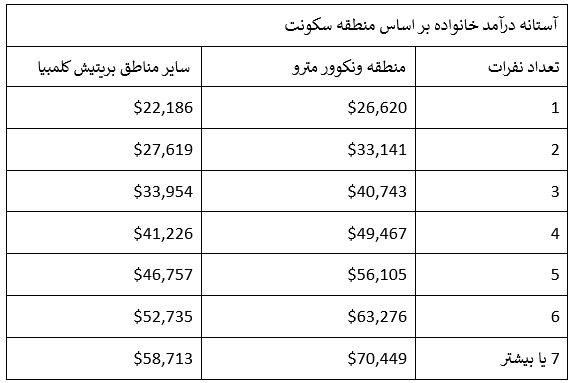 آستانه درآمد خانواده بر اساس منطقه سکونت
تعداد نفرات منطقه ونکوور مترو سایر مناطق بریتیش کلمبیا
1 $26,620 $22,186
2 $33,141 $27,619
3 $40,743 $33,954
4 $49,467 $41,226
5 $56,105 $46,757
6 $63,276 $52,735
7 یا بیشتر $70,449 $58,713